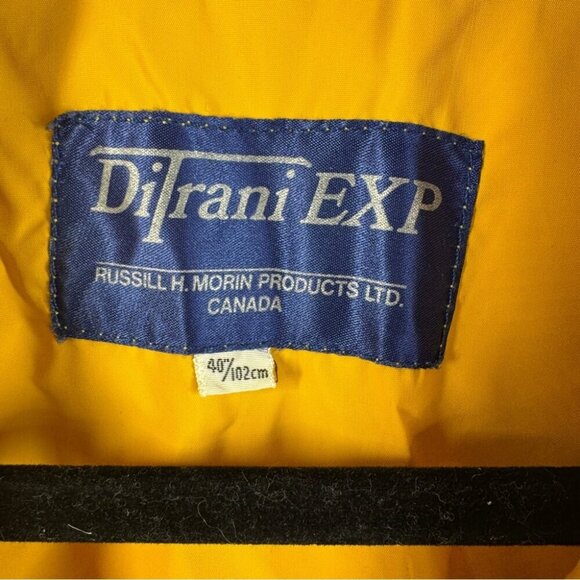 DiTrani EXP
RUSSILL H. MORIN PRODUCTS LTD.
CANADA
40"/102cm